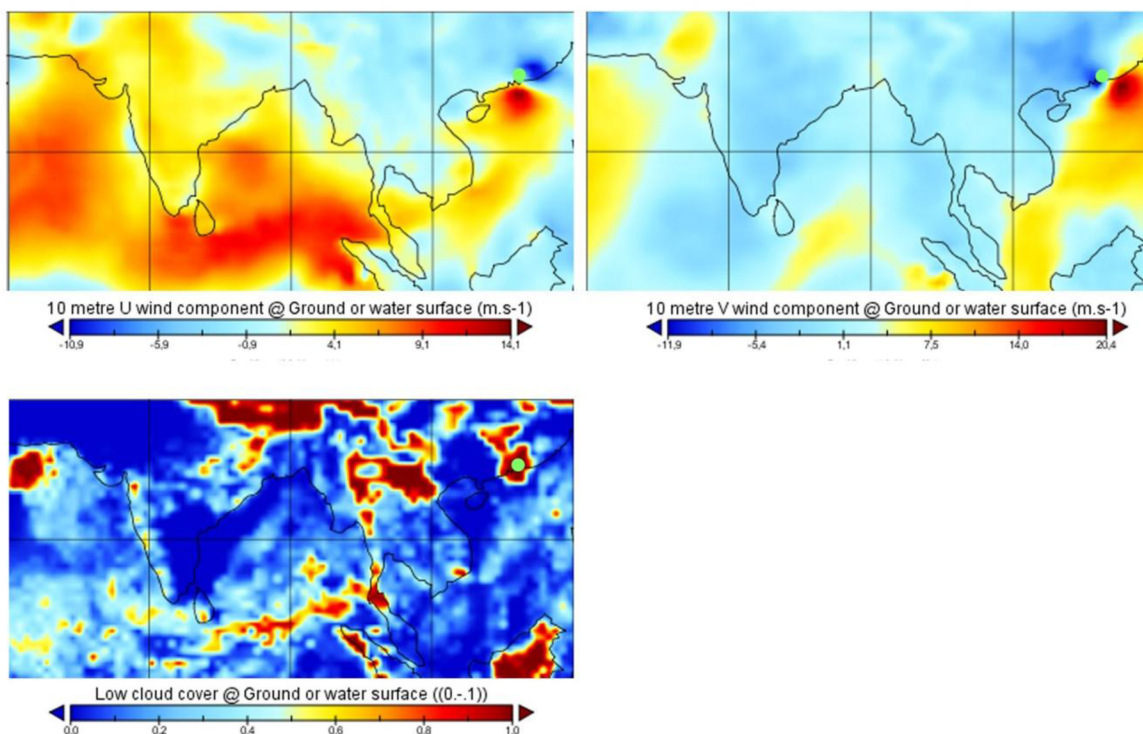 10 metre U wind component @ Ground or water surface (m.s-1)
-10,9 -5,9 -0,9 4,1 9,1 14,1
10 metre V wind component @ Ground or water surface (m.s-1)
-11,9 -5,4 1,1 7,5 14,0 20,4
Low cloud cover @ Ground or water surface ((0.-.1))
0.0 0.2 0.4 0.6 0.8 1.0